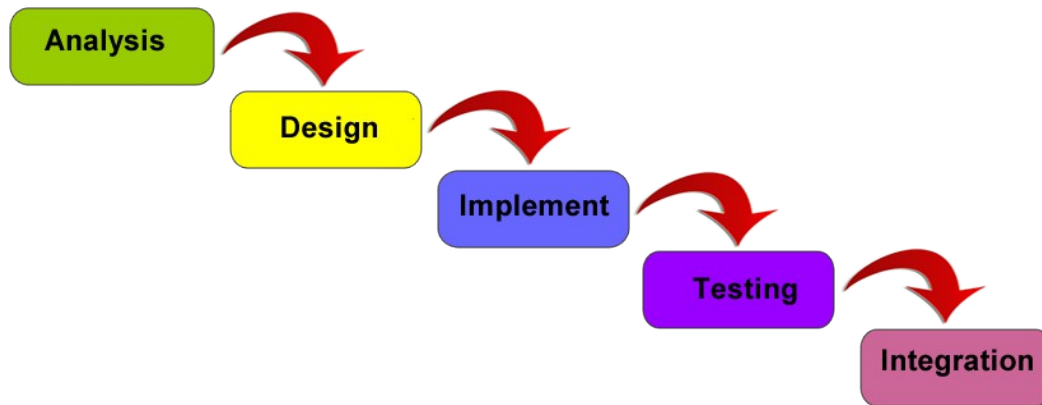 Analysis
Design
Implement
Testing
Integration